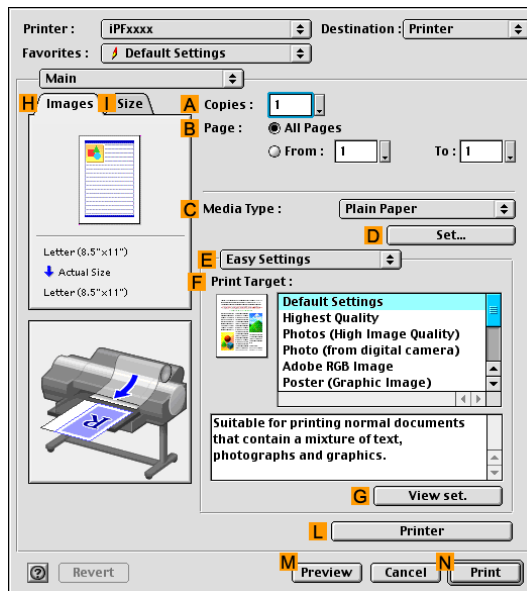 Printer : iPFxxxx Destination : Printer
Favorites : Default Settings
Main
H Images I Size
A Copies : 1
B Page : All Pages
From : 1 To : 1
C Media Type : Plain Paper
D Set...
Letter (8.5"x11")
Actual Size
Letter (8.5"x11")
E Easy Settings
F Print Target :
Default Settings
Highest Quality
Photos (High Image Quality)
Photo (from digital camera)
Adobe RGB Image
Poster (Graphic Image)
R
Suitable for printing normal documents
that contain a mixture of text,
photographs and graphics.
G View set.
L Printer
? Revert M Preview Cancel N Print